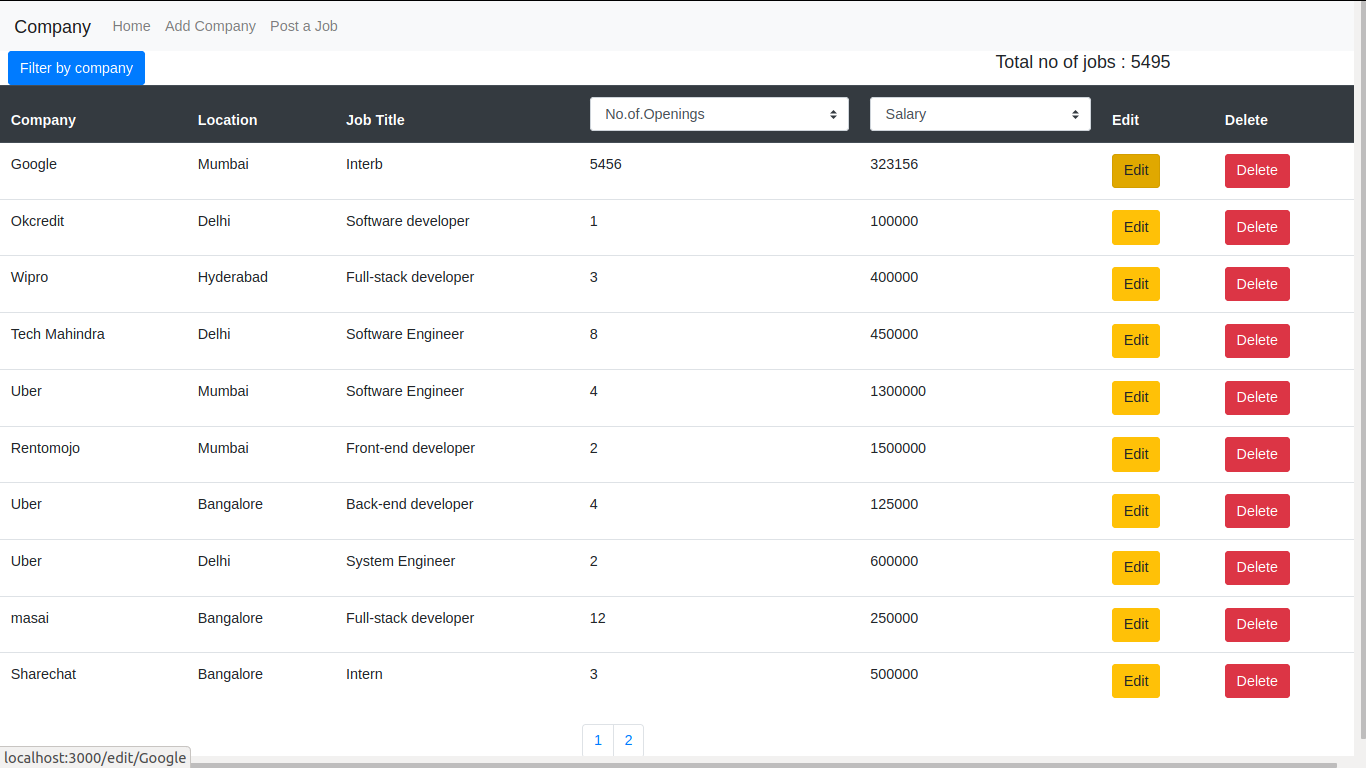 Company Home Add Company Post a Job
Filter by company Total no of jobs : 5495
Company Location Job Title No.of.Openings Salary Edit Delete
Google Mumbai Interb 5456 323156 Edit Delete
Okcredit Delhi Software developer 1 100000 Edit Delete
Wipro Hyderabad Full-stack developer 3 400000 Edit Delete
Tech Mahindra Delhi Software Engineer 8 450000 Edit Delete
Uber Mumbai Software Engineer 4 1300000 Edit Delete
Rentomojo Mumbai Front-end developer 2 1500000 Edit Delete
Uber Bangalore Back-end developer 4 125000 Edit Delete
Uber Delhi System Engineer 2 600000 Edit Delete
masai Bangalore Full-stack developer 12 250000 Edit Delete
Sharechat Bangalore Intern 3 500000 Edit Delete
1 2
localhost:3000/edit/Google